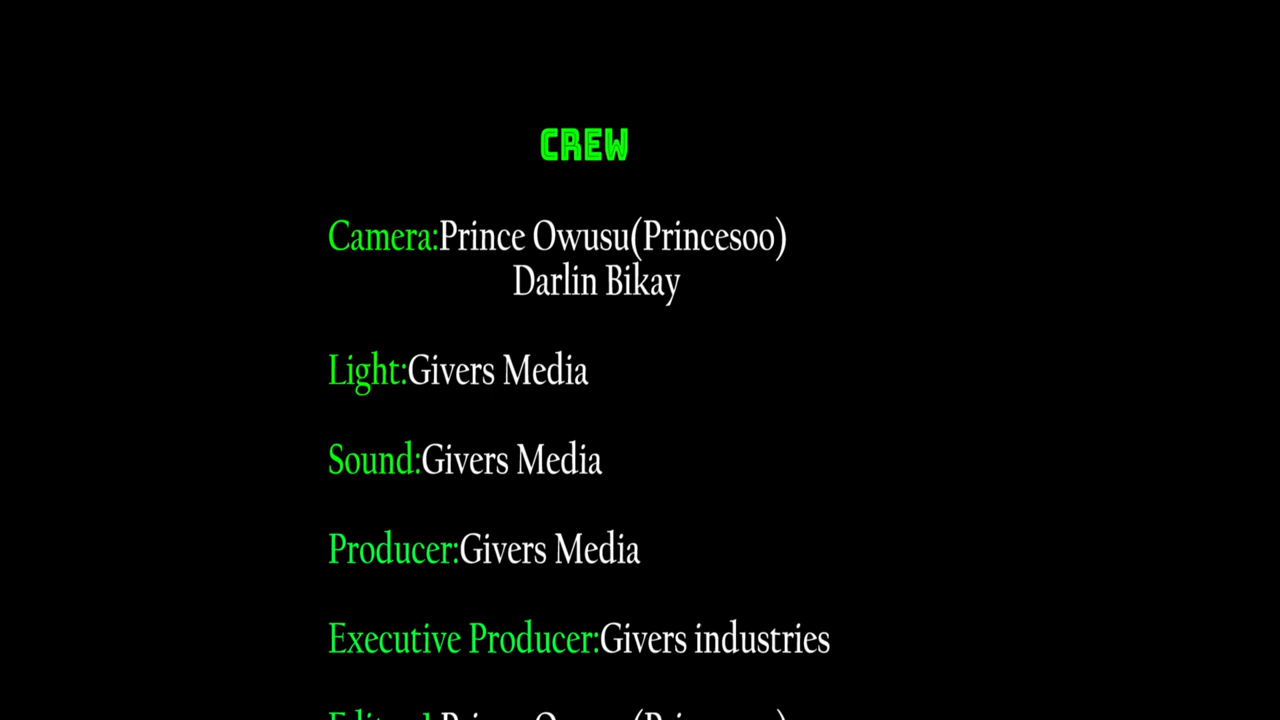 CREW
Camera:Prince Owusu(Princesoo)
Darlin Bikay
Light:Givers Media
Sound:Givers Media
Producer:Givers Media
Executive Producer:Givers industries